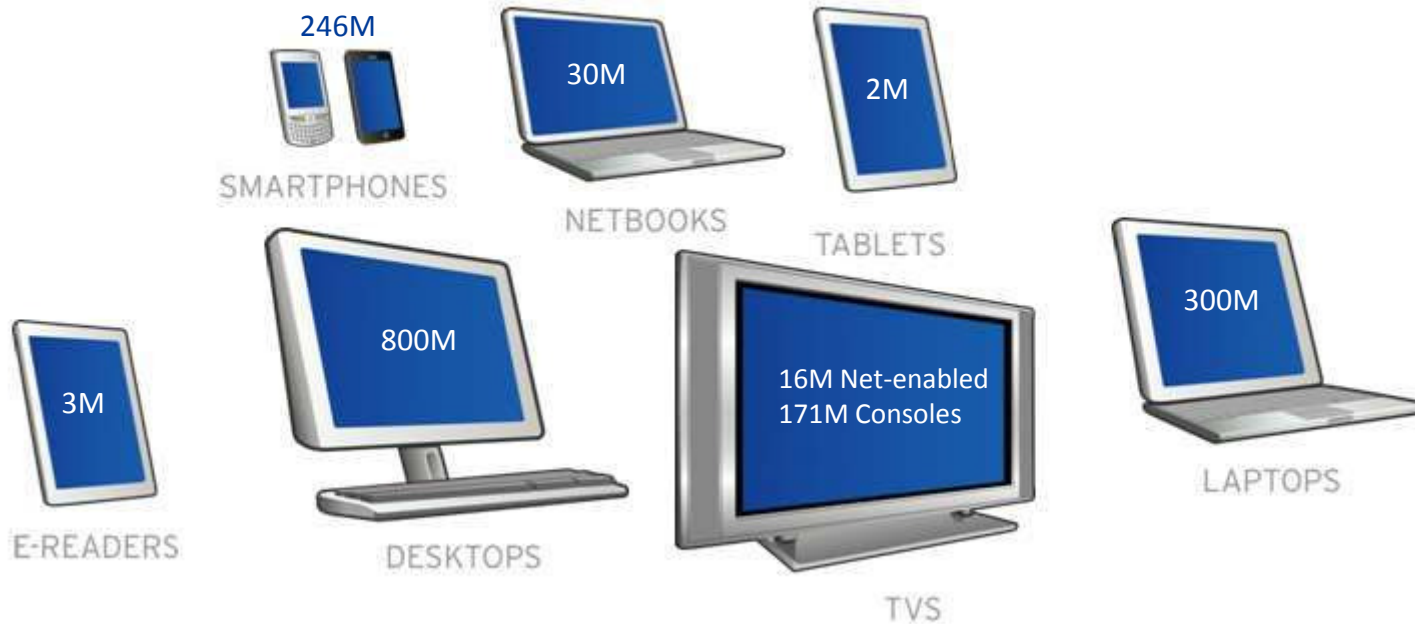 246M
SMARTPHONES
30M
NETBOOKS
2M
TABLETS
3M
E-READERS
800M
DESKTOPS
16M Net-enabled
171M Consoles
TVS
300M
LAPTOPS